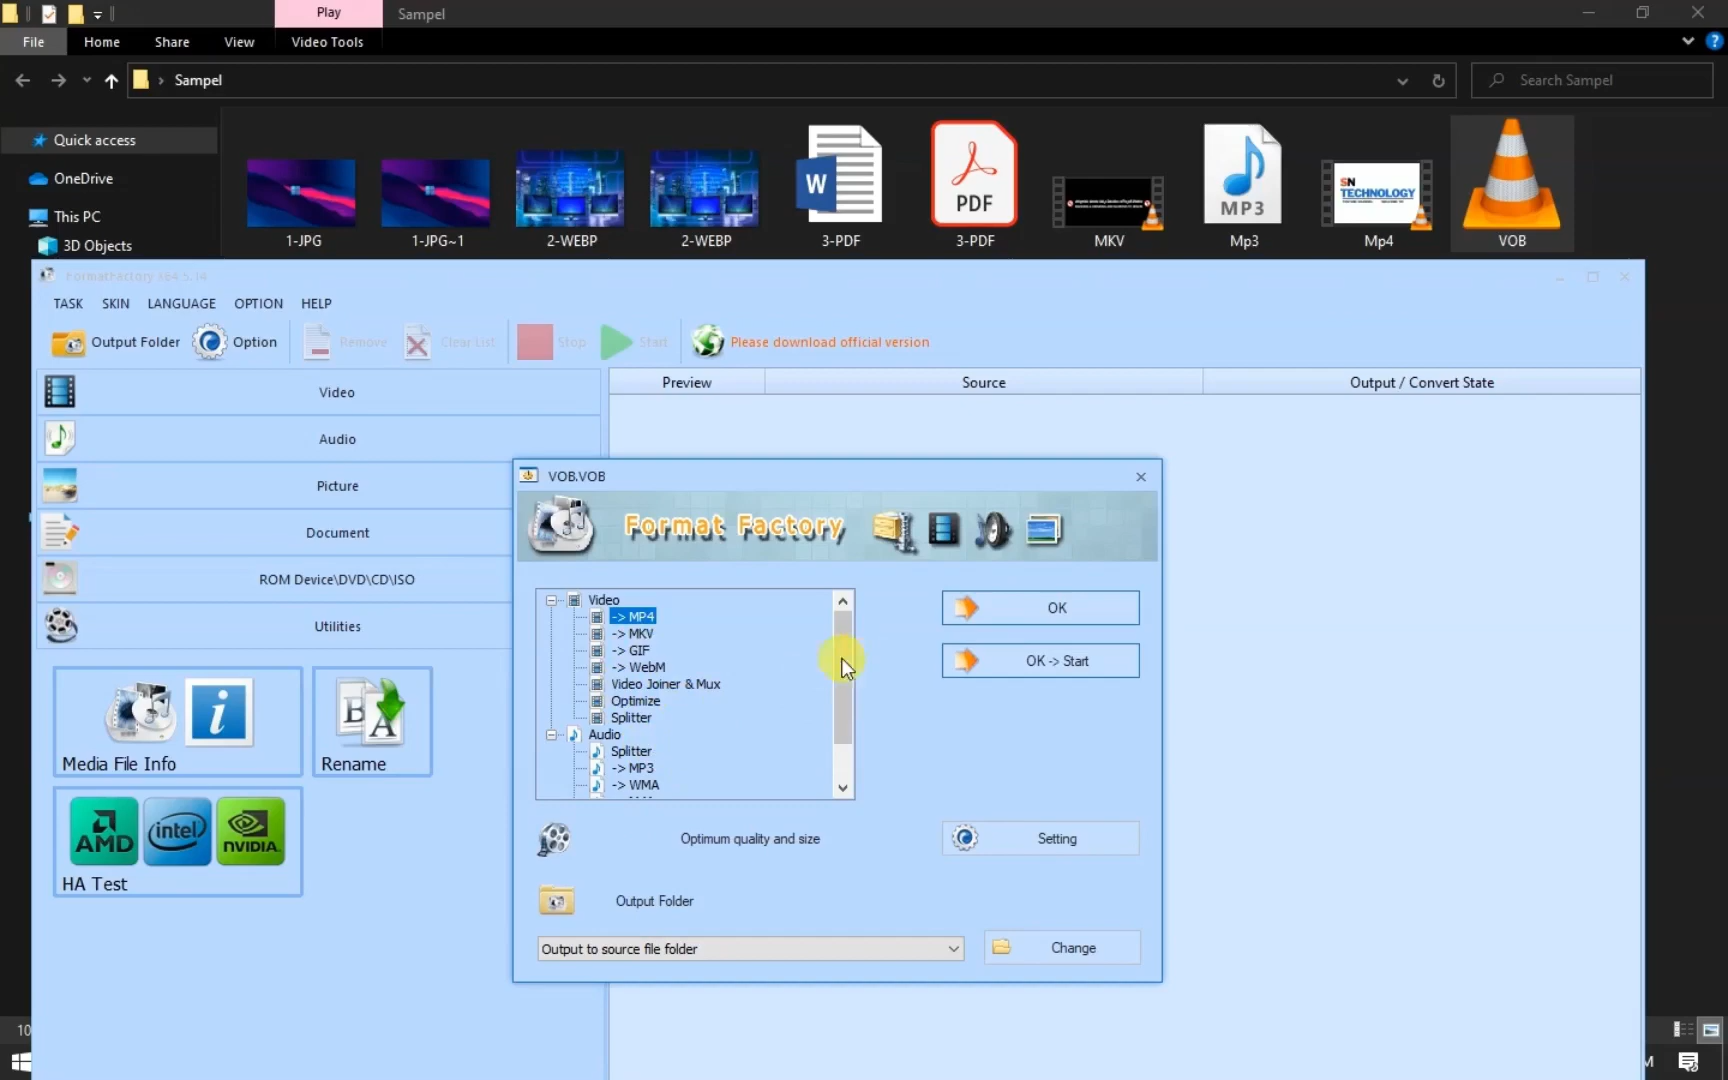 Play
Sampel
File
Home
Share
View
Video Tools
Sampel
Search Sampel
Quick access
OneDrive
This PC
3D Objects
1-JPG
1-JPG~1
2-WEBP
2-WEBP
W
3-PDF
PDF
3-PDF
MKV
MP3
Mp3
SN
TECHNOLOGY
Mp4
VOB
FormatFactory x64 5.14
TASK
SKIN
LANGUAGE
OPTION
HELP
Output Folder
Option
Remove
Clear List
Stop
Start
Please download official version
Video
Audio
Picture
Document
ROM Device\DVD\CD\ISO
Utilities
Preview
Source
Output / Convert State
Media File Info
Rename
AMD
intel
NVIDIA
HA Test
VOB.VOB
Format Factory
Video
-> MP4
-> MKV
-> GIF
-> WebM
Video Joiner & Mux
Optimize
Splitter
Audio
Splitter
-> MP3
-> WMA
OK
OK -> Start
Optimum quality and size
Setting
Output Folder
Output to source file folder
Change
10
M